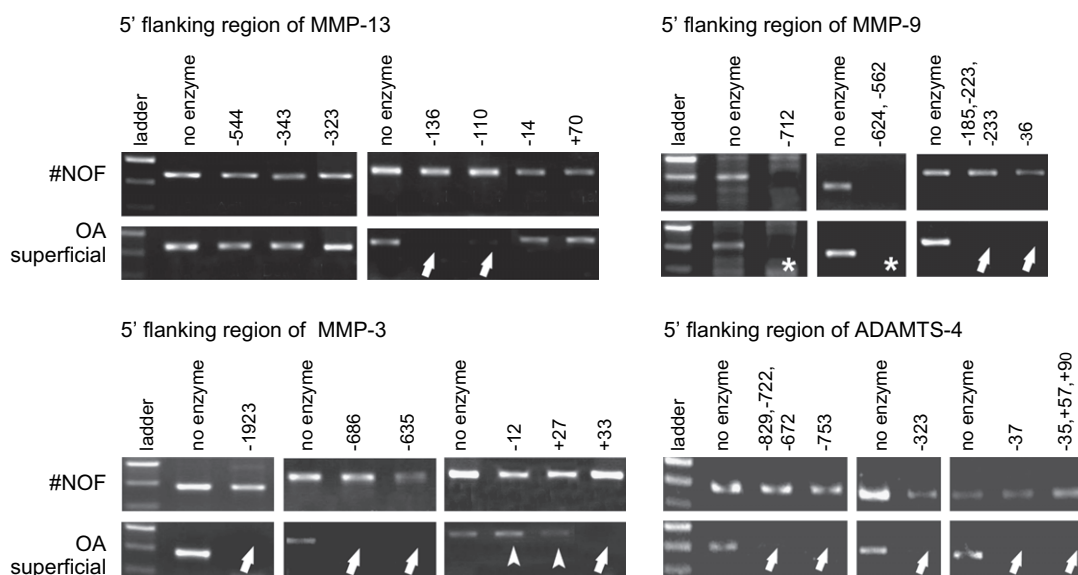 5’ flanking region of MMP-13
ladder
no enzyme
-544
-343
-323
no enzyme
-136
-110
-14
+70
#NOF
OA
superficial
5’ flanking region of MMP-9
ladder
no enzyme
-712
no enzyme
-624, -562
no enzyme
-185,-223,
-233
-36
*
*
5’ flanking region of MMP-3
ladder
no enzyme
-1923
no enzyme
-686
-635
no enzyme
-12
+27
+33
#NOF
OA
superficial
5’ flanking region of ADAMTS-4
ladder
no enzyme
-829,-722,
-672
-753
no enzyme
-323
no enzyme
-37
-35,+57,+90